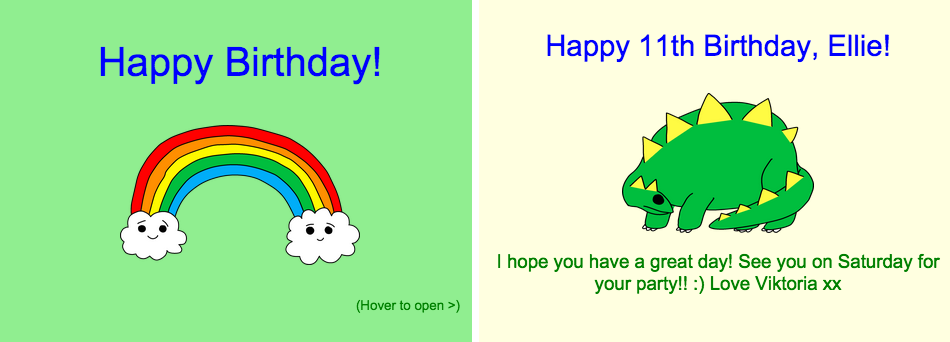 Happy Birthday!
(Hover to open >)
Happy 11th Birthday, Ellie!
I hope you have a great day! See you on Saturday for
your party!! :) Love Viktoria xx